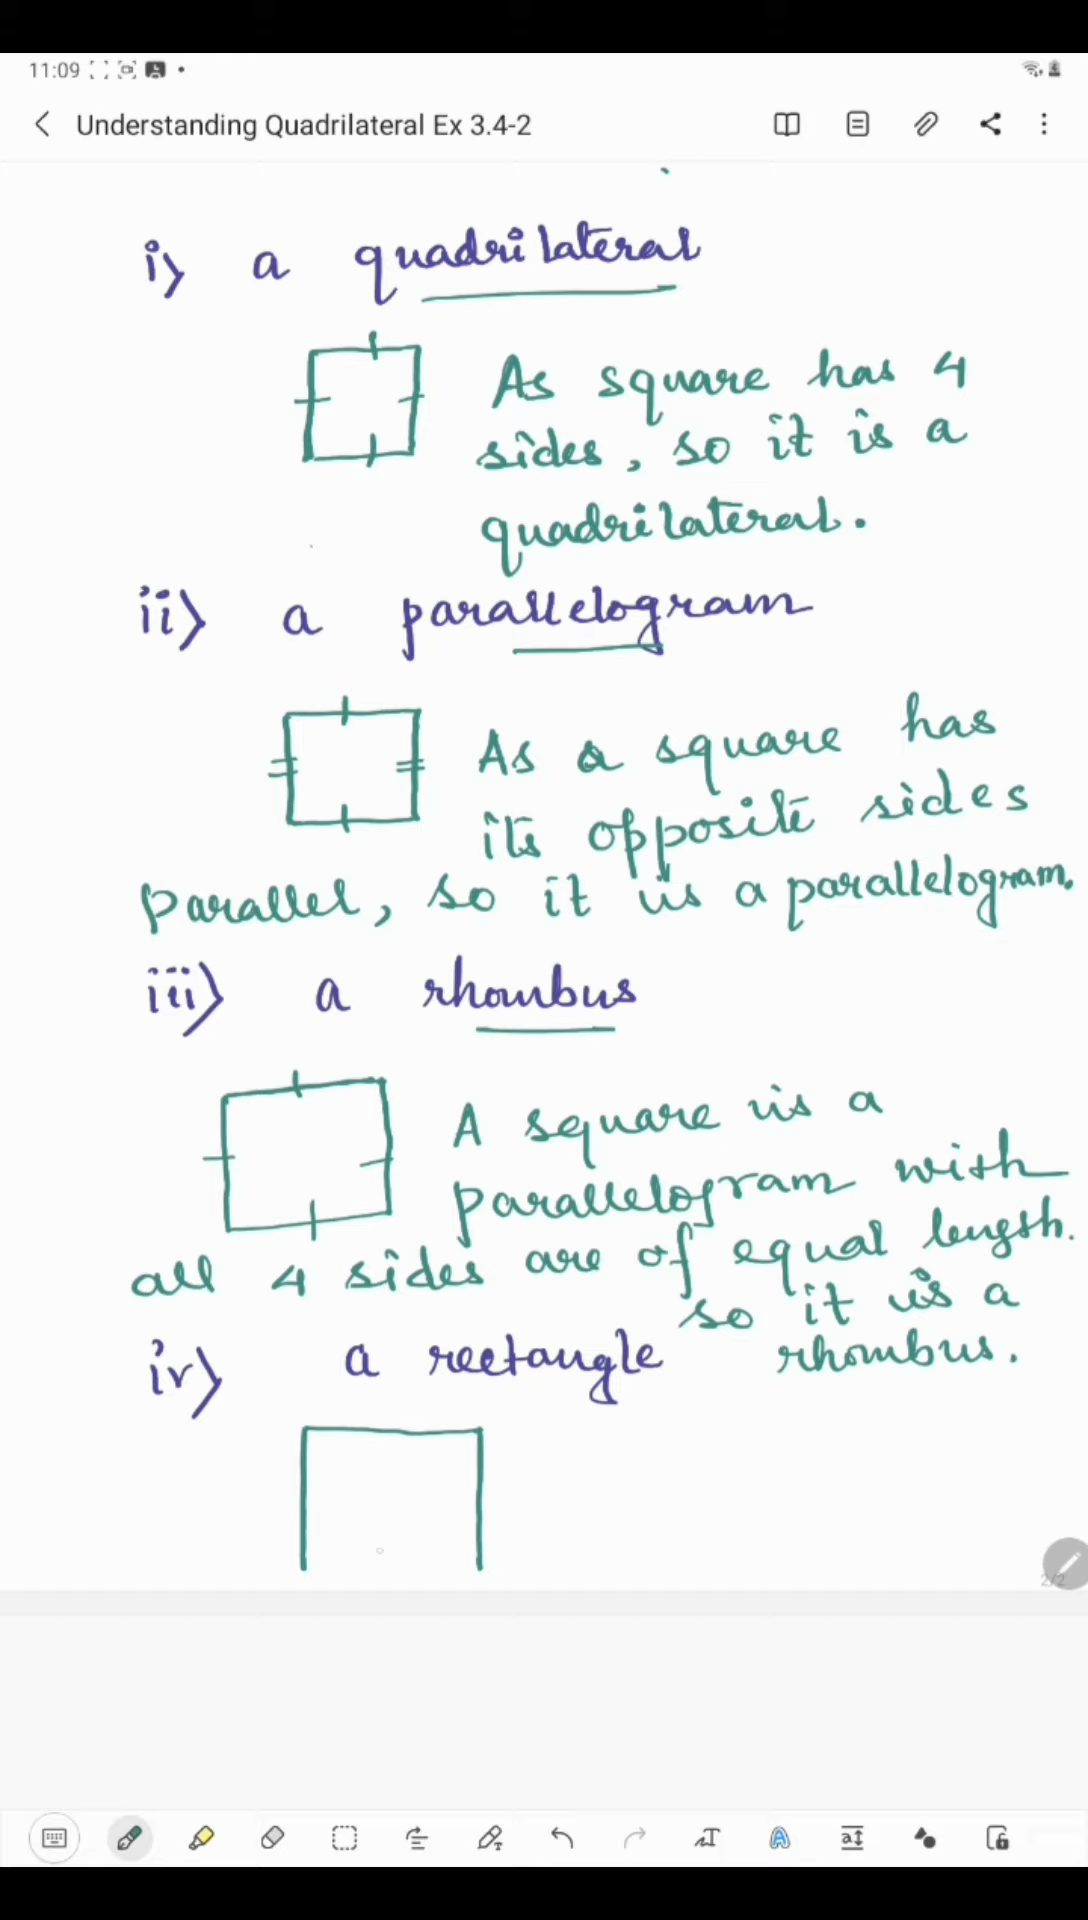 11:09
Understanding Quadrilateral Ex 3.4-2
i) a quadrilateral
As square has 4
sides, so it is a
quadrilateral.
ii) a parallelogram
As a square has
its opposite sides
parallel, so it is a parallelogram.
iii) a rhombus
A square is a
parallelogram with
all 4 sides are of equal length.
so it is a
iv) a rectangle rhombus.
2/2